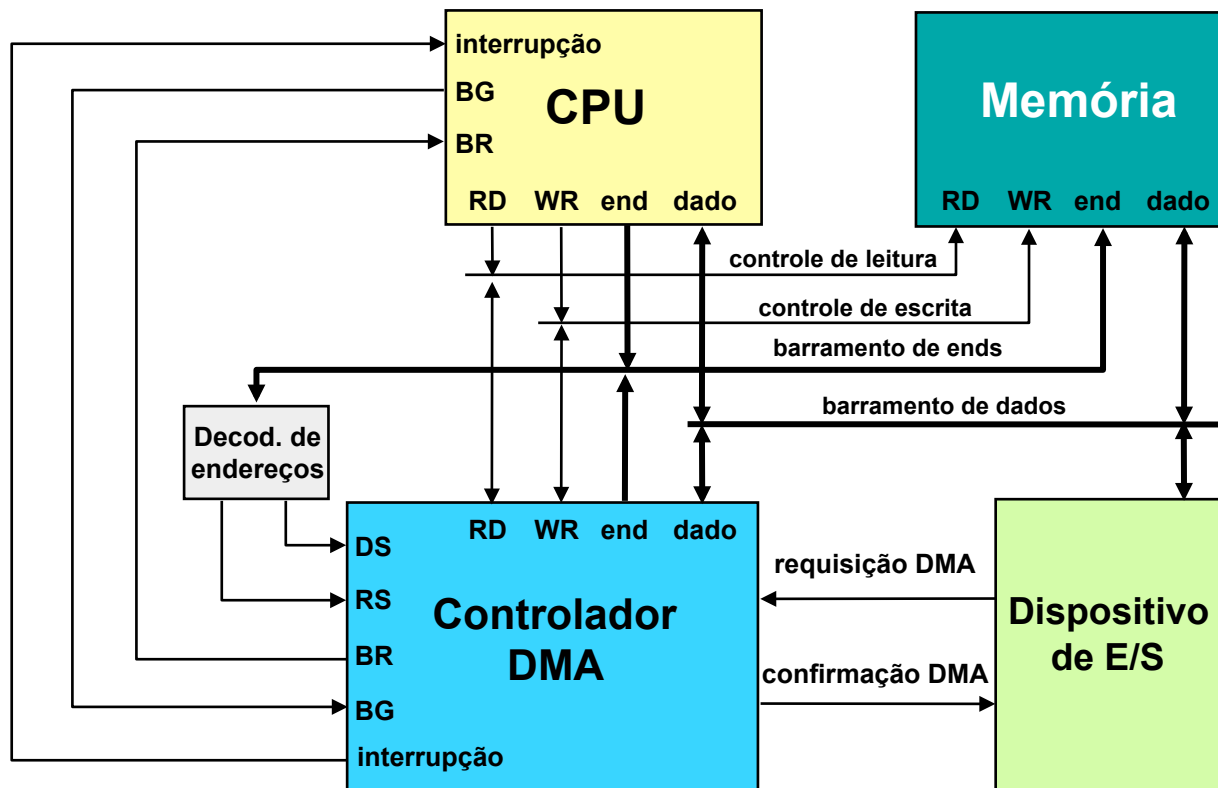 interrupção
BG
CPU
BR
RD WR end dado
Memória
RD WR end dado
controle de leitura
controle de escrita
barramento de ends
barramento de dados
Decod. de
endereços
RD WR end dado
DS
RS
Controlador
DMA
BR
BG
interrupção
requisição DMA
confirmação DMA
Dispositivo
de E/S